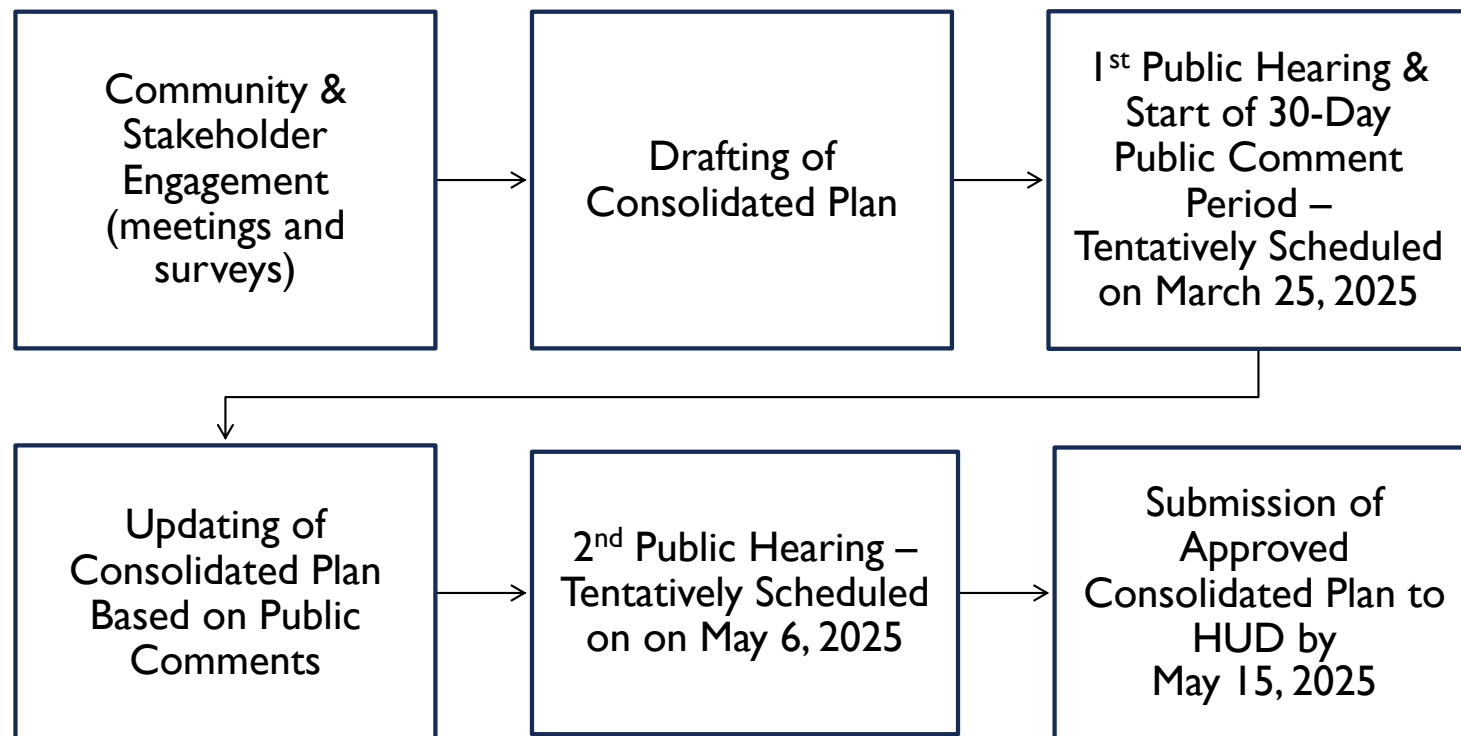 Community &
Stakeholder
Engagement
(meetings and
surveys)
Drafting of
Consolidated Plan
1st Public Hearing &
Start of 30-Day
Public Comment
Period –
Tentatively Scheduled
on March 25, 2025
Updating of
Consolidated Plan
Based on Public
Comments
2nd Public Hearing –
Tentatively Scheduled
on on May 6, 2025
Submission of
Approved
Consolidated Plan to
HUD by
May 15, 2025